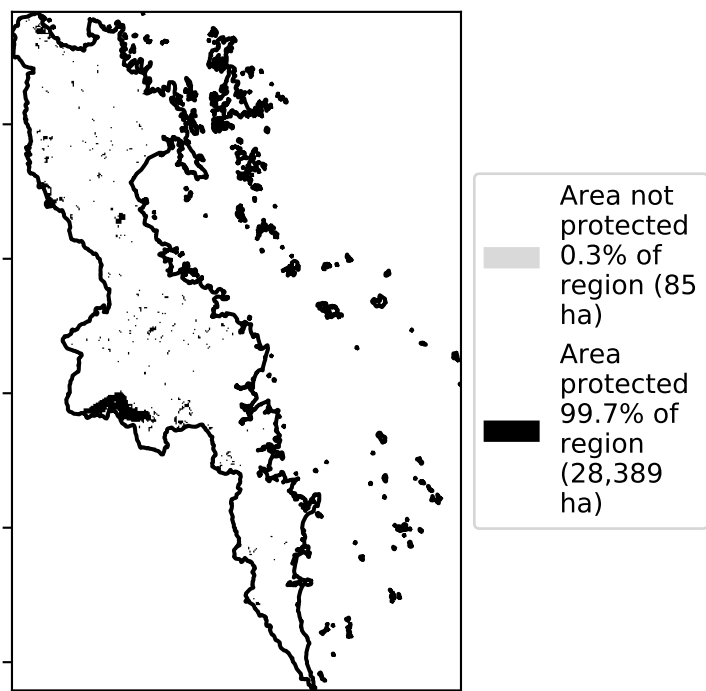 Area not
protected
0.3% of
region (85
ha)
Area
protected
99.7% of
region
(28,389
ha)